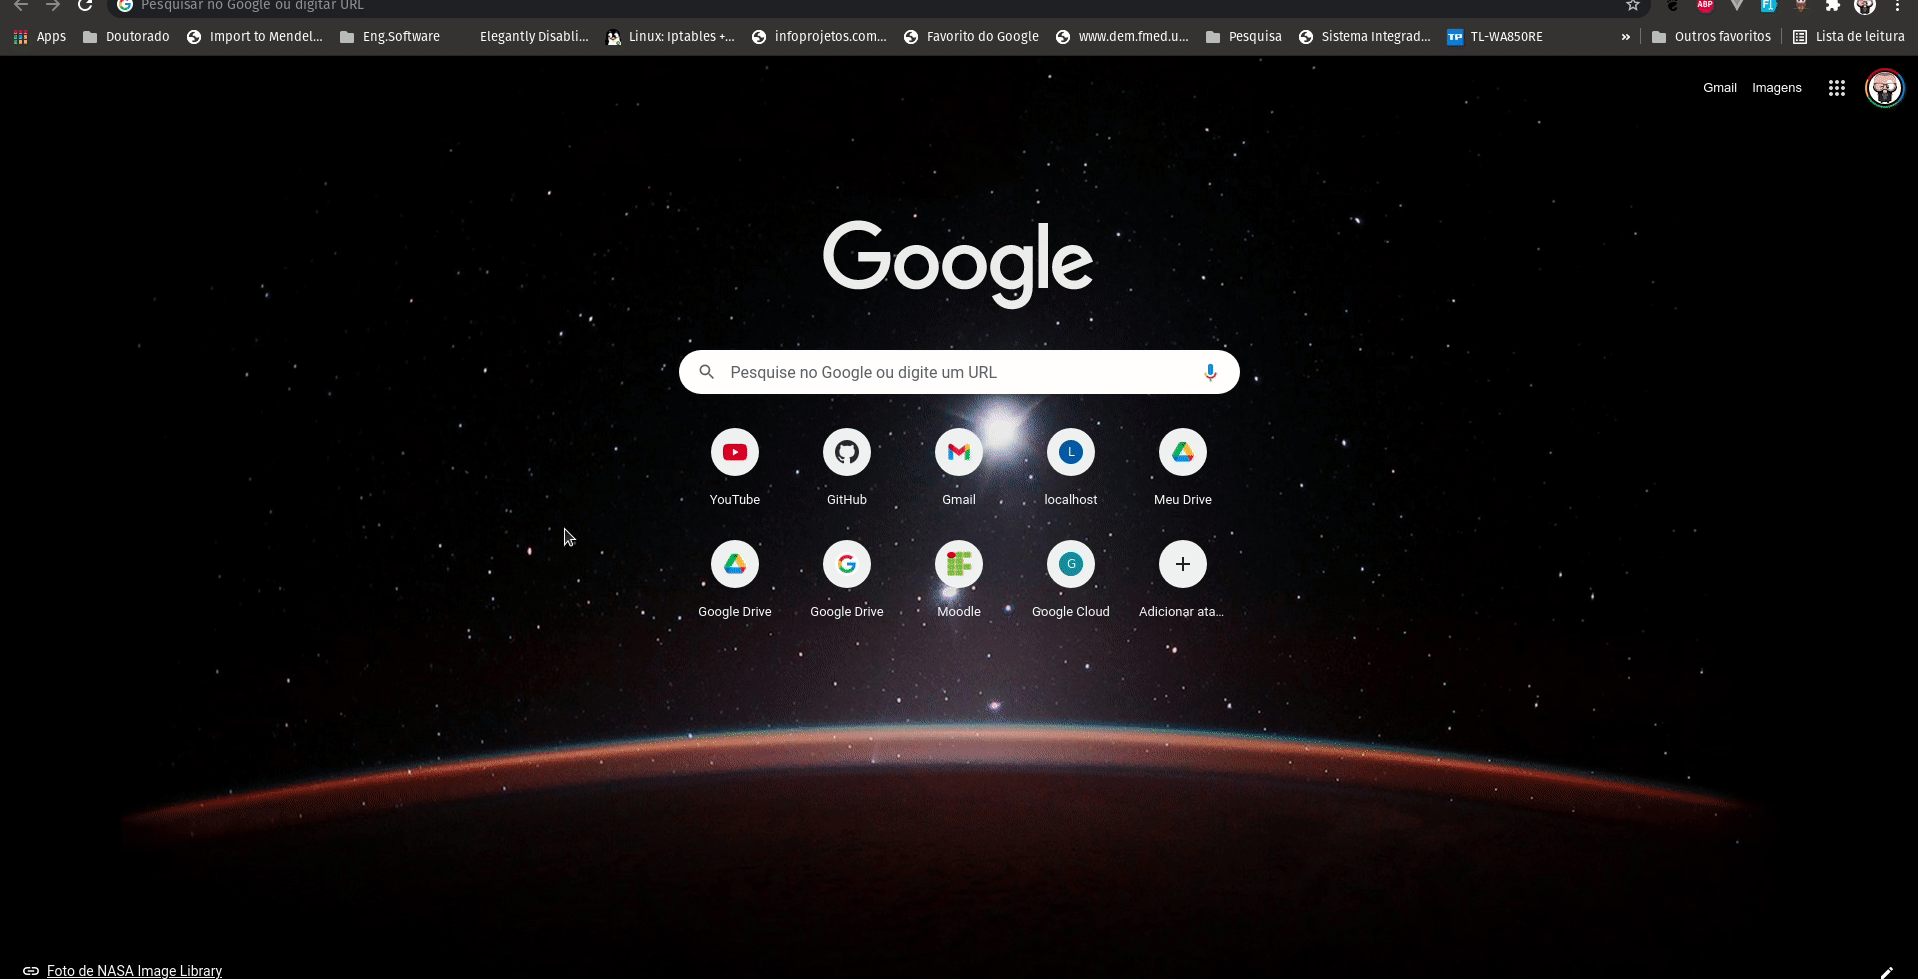 Pesquisar no Google ou digitar URL
ABP
Apps Doutorado Import to Mendel... Eng.Software Elegantly Disabli... Linux: Iptables +... infoprojetos.com... Favorito do Google www.dem.fmed.u... Pesquisa Sistema Integrad... TP TL-WA850RE » Outros favoritos Lista de leitura
Gmail Imagens
Google
Pesquise no Google ou digite um URL
L
YouTube GitHub Gmail localhost Meu Drive
G
Google Drive Google Drive Moodle Google Cloud Adicionar ata...
Foto de NASA Image Library